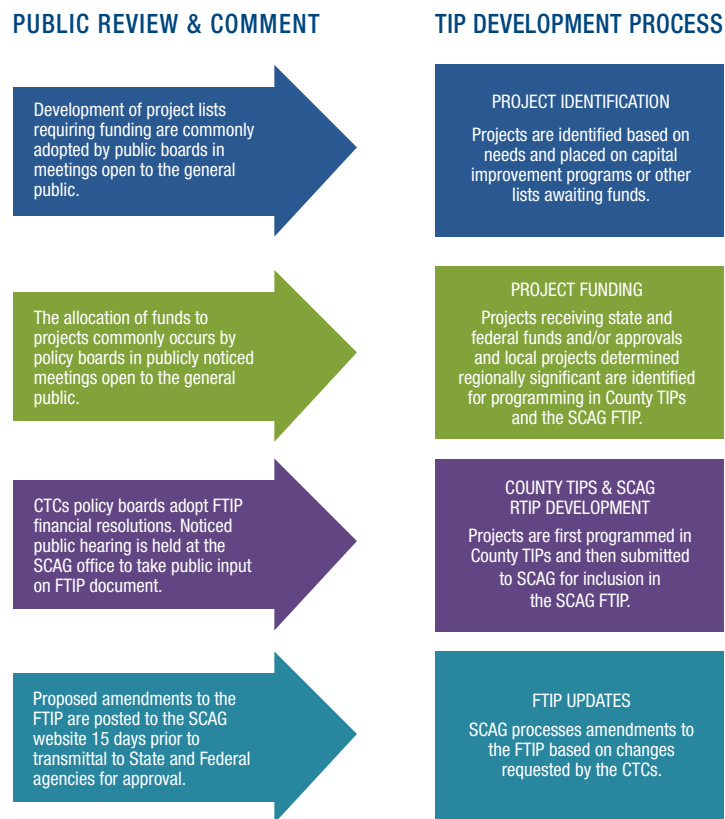 PUBLIC REVIEW & COMMENT
TIP DEVELOPMENT PROCESS
Development of project lists
requiring funding are commonly
adopted by public boards in
meetings open to the general
public.
PROJECT IDENTIFICATION
Projects are identified based on
needs and placed on capital
improvement programs or other
lists awaiting funds.
The allocation of funds to
projects commonly occurs by
policy boards in publicly noticed
meetings open to the general
public.
PROJECT FUNDING
Projects receiving state and
federal funds and/or approvals
and local projects determined
regionally significant are identified
for programming in County TIPs
and the SCAG FTIP.
CTCs policy boards adopt FTIP
financial resolutions. Noticed
public hearing is held at the
SCAG office to take public input
on FTIP document.
COUNTY TIPS & SCAG
RTIP DEVELOPMENT
Projects are first programmed in
County TIPs and then submitted
to SCAG for inclusion in
the SCAG FTIP.
Proposed amendments to the
FTIP are posted to the SCAG
website 15 days prior to
transmittal to State and Federal
agencies for approval.
FTIP UPDATES
SCAG processes amendments to
the FTIP based on changes
requested by the CTCs.